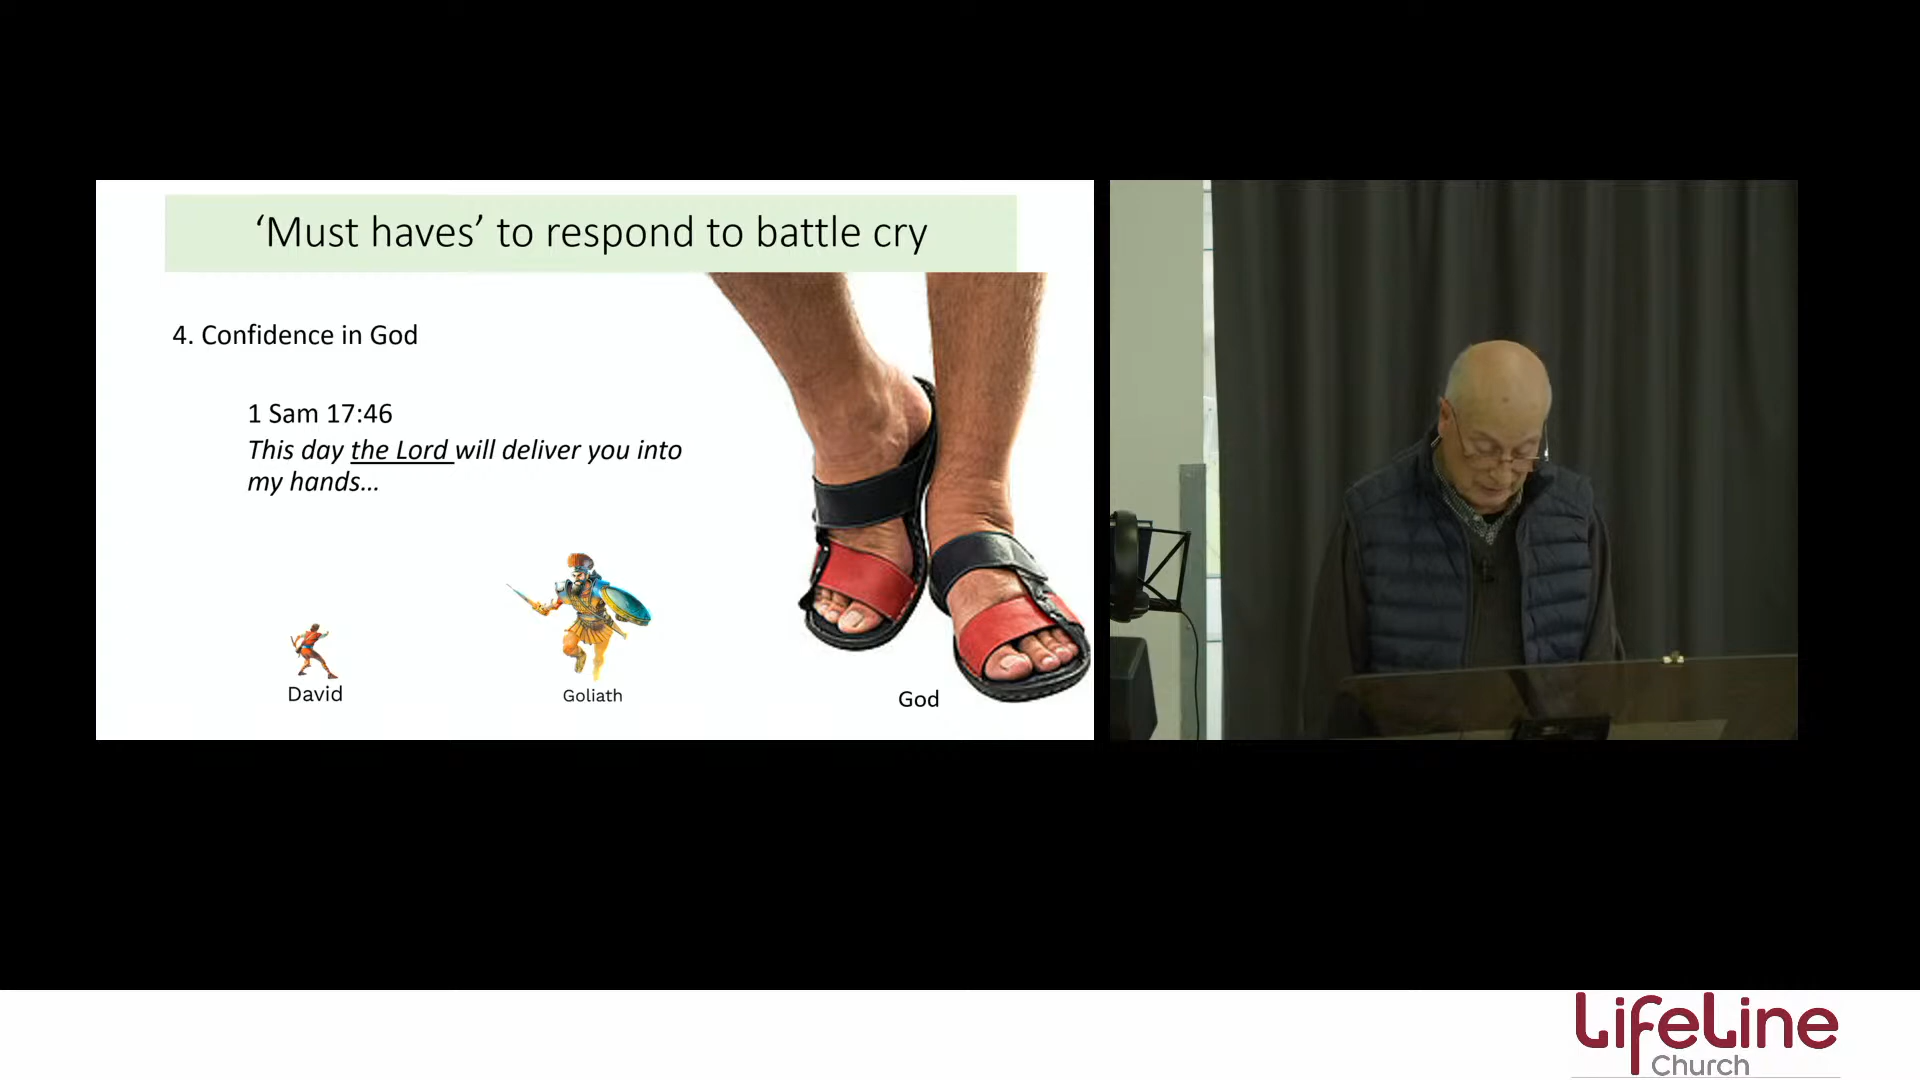 ‘Must haves’ to respond to battle cry
4. Confidence in God
1 Sam 17:46
This day the Lord will deliver you into
my hands...
David
Goliath
God
LifeLine
Church